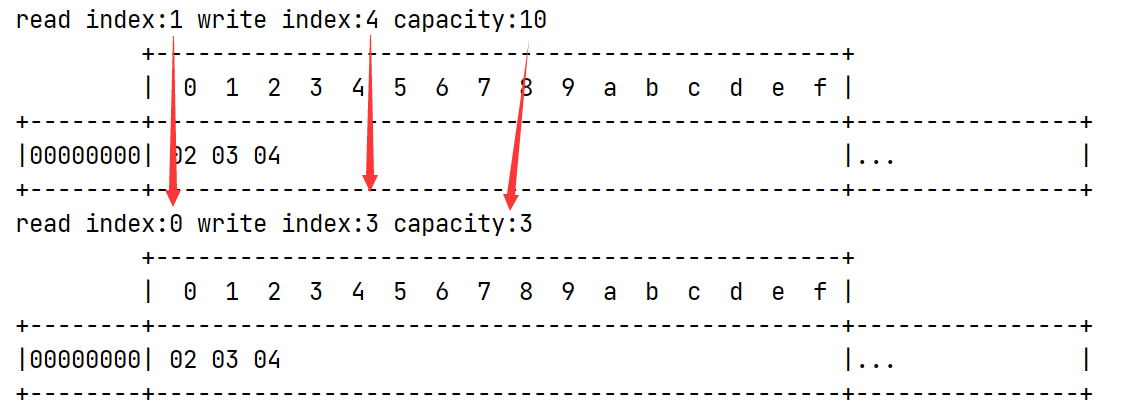 read index:1 write index:4 capacity:10
         +-------------------------------------------------+
         |  0  1  2  3  4  5  6  7  8  9  a  b  c  d  e  f |
+--------+-------------------------------------------------+----------------+
|00000000| 02 03 04                                        |...             |
+--------+-------------------------------------------------+----------------+
read index:0 write index:3 capacity:3
         +-------------------------------------------------+
         |  0  1  2  3  4  5  6  7  8  9  a  b  c  d  e  f |
+--------+-------------------------------------------------+----------------+
|00000000| 02 03 04                                        |...             |
+--------+-------------------------------------------------+----------------+